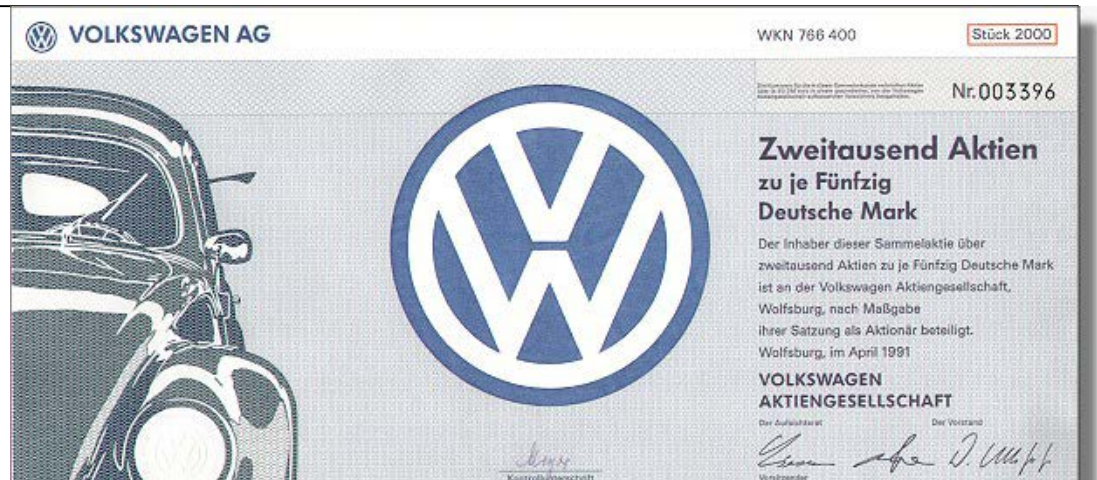 VOLKSWAGEN AG
WKN 766 400
Stück 2000
Nr. 003396
Zweitausend Aktien
zu je Fünfzig
Deutsche Mark
Der Inhaber dieser Sammelaktie über
zweitausend Aktien zu je Fünfzig Deutsche Mark
ist an der Volkswagen Aktiengesellschaft,
Wolfsburg, nach Maßgabe
ihrer Satzung als Aktionär beteiligt.
Wolfsburg, im April 1991
VOLKSWAGEN
AKTIENGESELLSCHAFT
Der Aufsichtsrat
Der Vorstand
Kontrollunterschrift
Vorsitzender